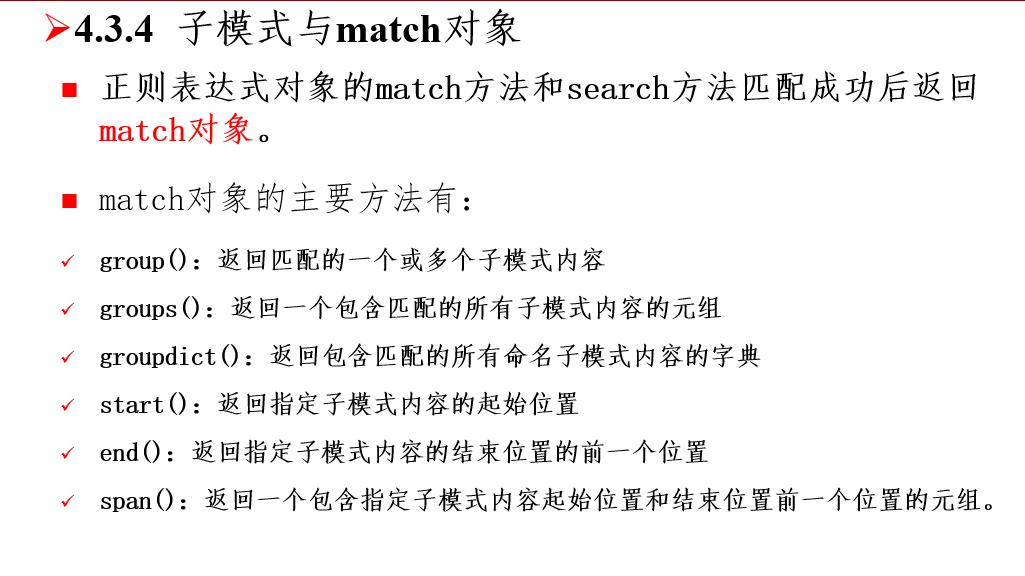 4.3.4 子模式与match对象
正则表达式对象的match方法和search方法匹配成功后返回
match对象。
match对象的主要方法有：
group()：返回匹配的一个或多个子模式内容
groups()：返回一个包含匹配的所有子模式内容的元组
groupdict()：返回包含匹配的所有命名子模式内容的字典
start()：返回指定子模式内容的起始位置
end()：返回指定子模式内容的结束位置的前一个位置
span()：返回一个包含指定子模式内容起始位置和结束位置前一个位置的元组。